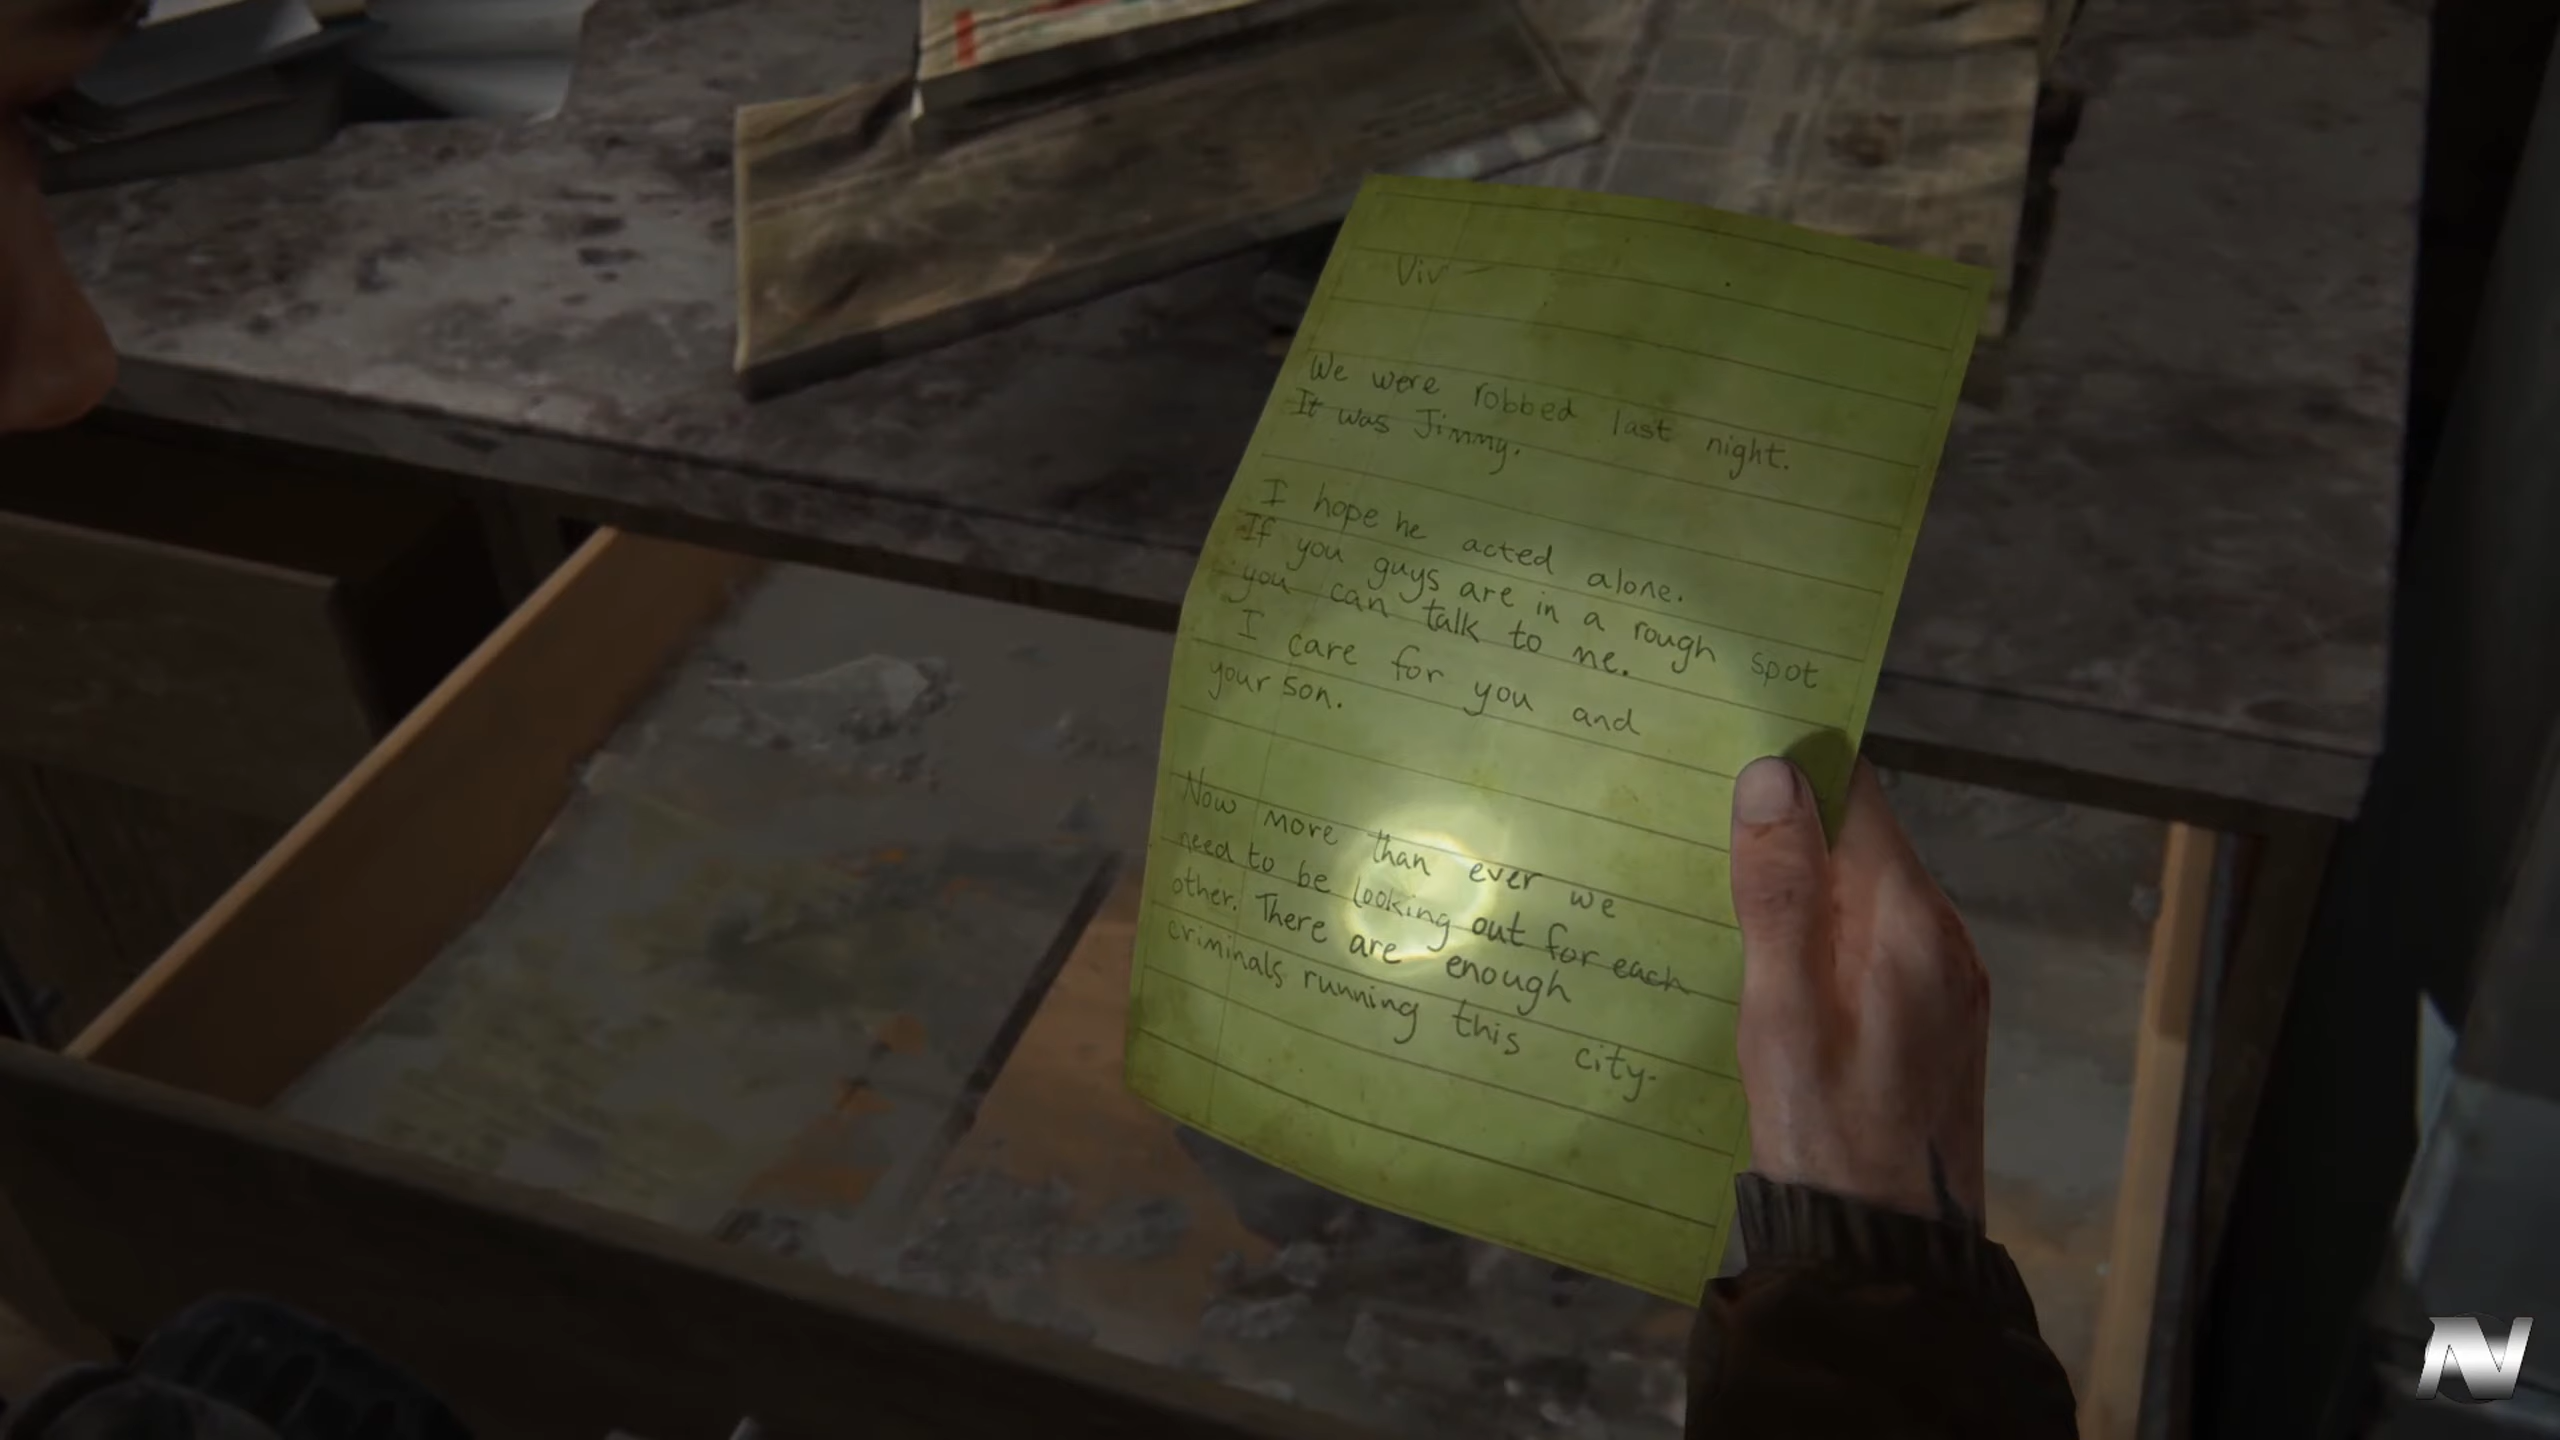 Viv —
We were robbed last night.
It was Jimmy.
I hope he acted alone.
If you guys are in a rough spot
you can talk to me.
I care for you and
your son.
Now more than ever we
need to be looking out for each
other. There are enough
criminals running this city.
N